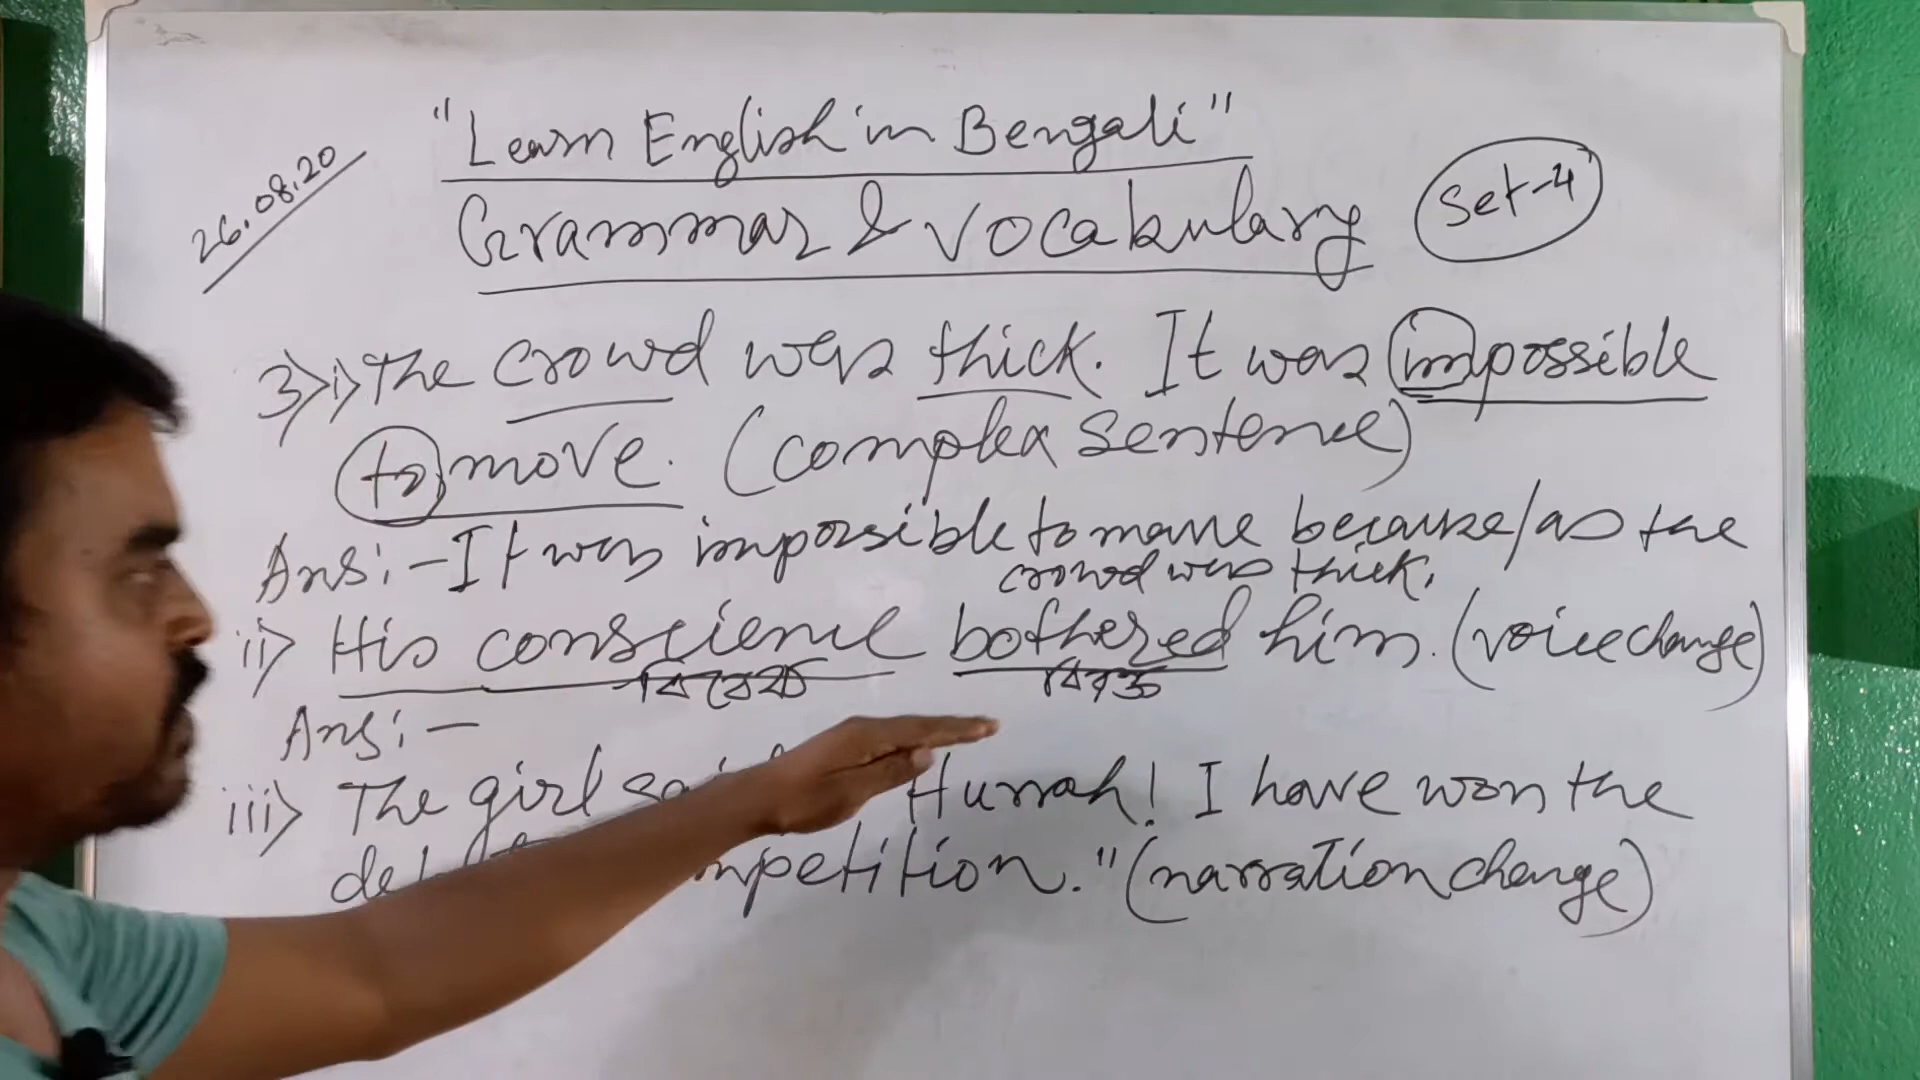 "Learn English in Bengali"
26.08.20
Grammar & Vocabulary
Set-4
3) i) The crowd was thick. It was impossible
to move. (complex sentence)
Ans:- It was impossible to move because/as the
crowd was thick.
ii) His conscience bothered him. (voice change)
বিবেক বিরক্ত
Ans:-
iii) The girl Hurrah! I have won the
competition." (narration change)